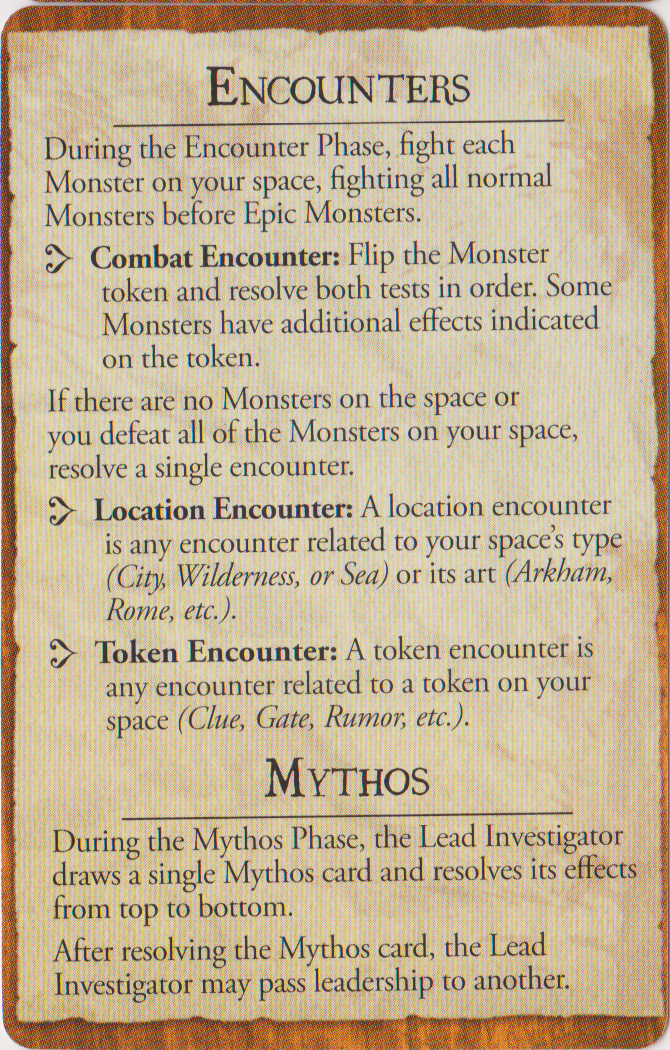 ENCOUNTERS
During the Encounter Phase, fight each
Monster on your space, fighting all normal
Monsters before Epic Monsters.
Combat Encounter: Flip the Monster
token and resolve both tests in order. Some
Monsters have additional effects indicated
on the token.
If there are no Monsters on the space or
you defeat all of the Monsters on your space,
resolve a single encounter.
Location Encounter: A location encounter
is any encounter related to your space's type
(City, Wilderness, or Sea) or its art (Arkham,
Rome, etc.).
Token Encounter: A token encounter is
any encounter related to a token on your
space (Clue, Gate, Rumor, etc.).
MYTHOS
During the Mythos Phase, the Lead Investigator
draws a single Mythos card and resolves its effects
from top to bottom.
After resolving the Mythos card, the Lead
Investigator may pass leadership to another.